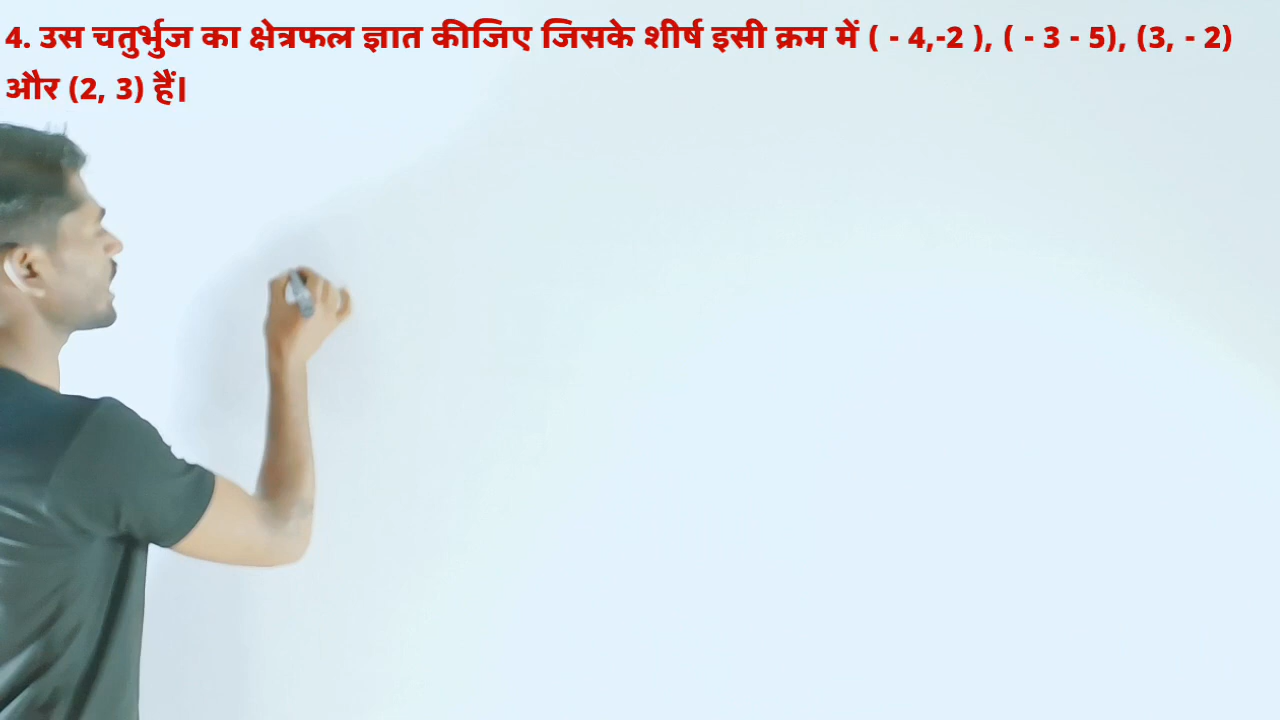 4. उस चतुर्भुज का क्षेत्रफल ज्ञात कीजिए जिसके शीर्ष इसी क्रम में ( - 4,-2 ), ( - 3 - 5), (3, - 2)
और (2, 3) हैं।